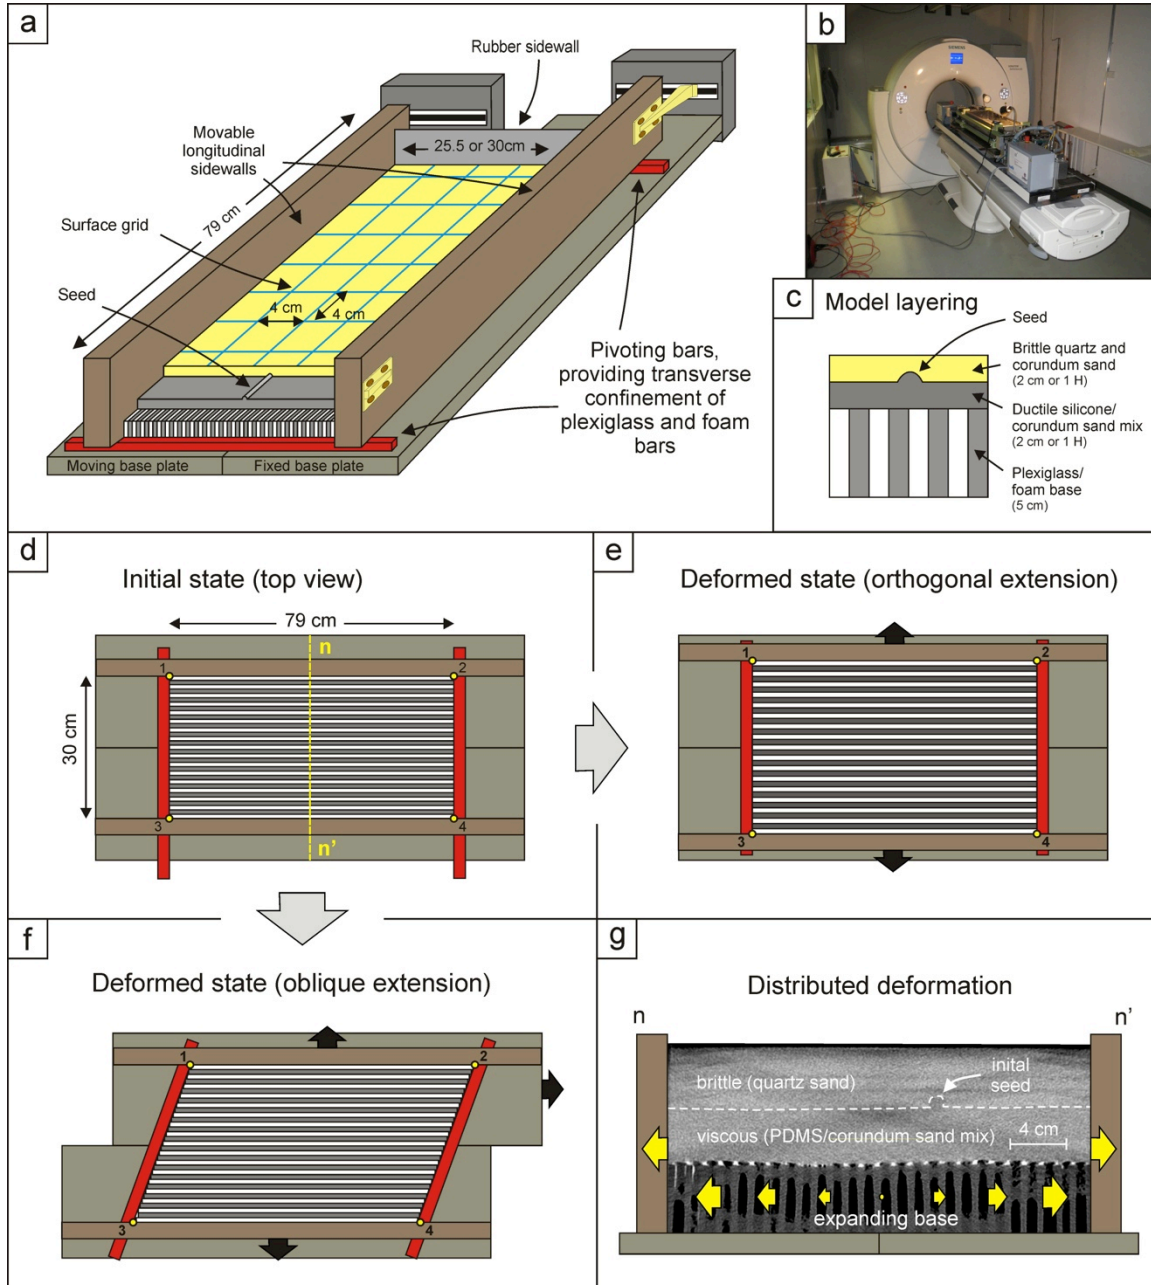 a
Rubber sidewall
Movable
longitudinal
sidewalls
25.5 or 30cm
79 cm
Surface grid
Seed
4 cm
4 cm
Pivoting bars,
providing transverse
confinement of
plexiglass and foam
bars
Moving base plate
Fixed base plate
b
SIEMENS
c
Model layering
Seed
Brittle quartz and
corundum sand
(2 cm or 1 H)
Ductile silicone/
corundum sand mix
(2 cm or 1 H)
Plexiglass/
foam base
(5 cm)
d
Initial state (top view)
79 cm
n
1
2
30 cm
3
4
n'
e
Deformed state (orthogonal extension)
1
2
3
4
f
Deformed state (oblique extension)
1
2
3
4
g
Distributed deformation
n
n'
brittle (quartz sand)
inital
seed
viscous (PDMS/corundum sand mix)
4 cm
expanding base